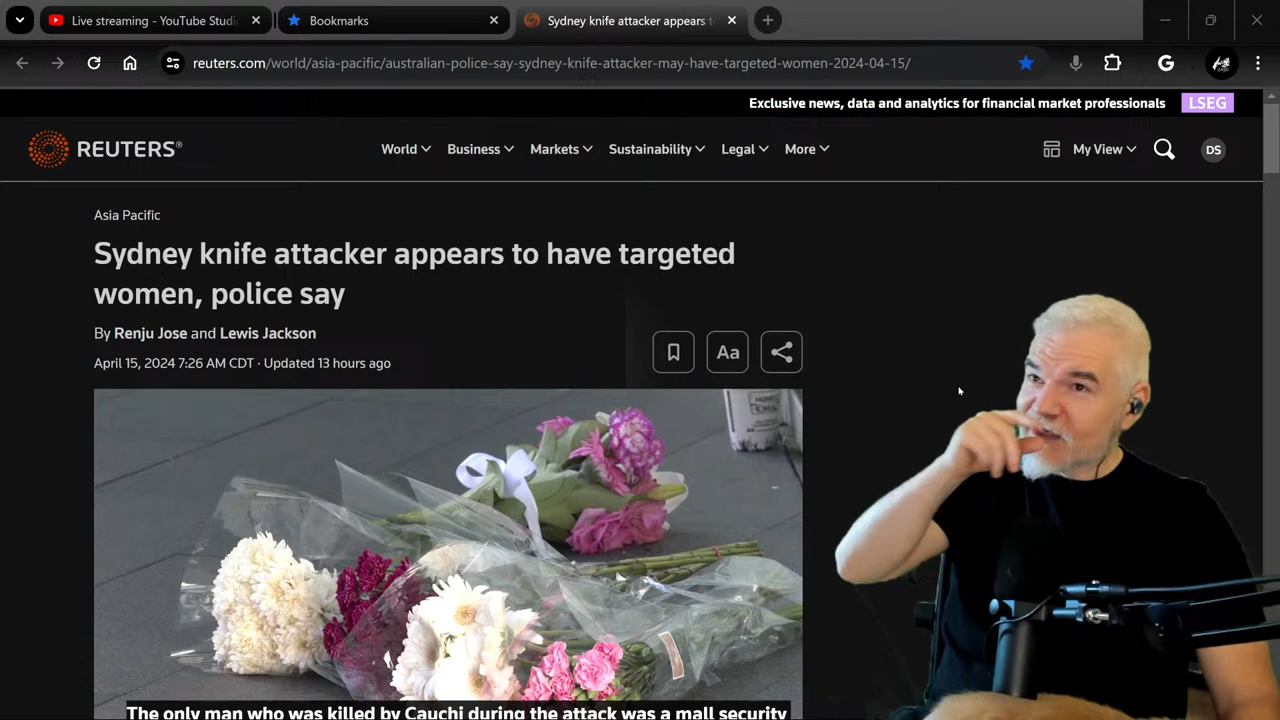 Live streaming - YouTube Studi
Bookmarks
Sydney knife attacker appears t
reuters.com/world/asia-pacific/australian-police-say-sydney-knife-attacker-may-have-targeted-women-2024-04-15/
Exclusive news, data and analytics for financial market professionals LSEG
REUTERS®
World Business Markets Sustainability Legal More
My View DS
Asia Pacific
Sydney knife attacker appears to have targeted
women, police say
By Renju Jose and Lewis Jackson
April 15, 2024 7:26 AM CDT · Updated 13 hours ago
Aa
The only man who was killed by Cauchi during the attack was a mall security